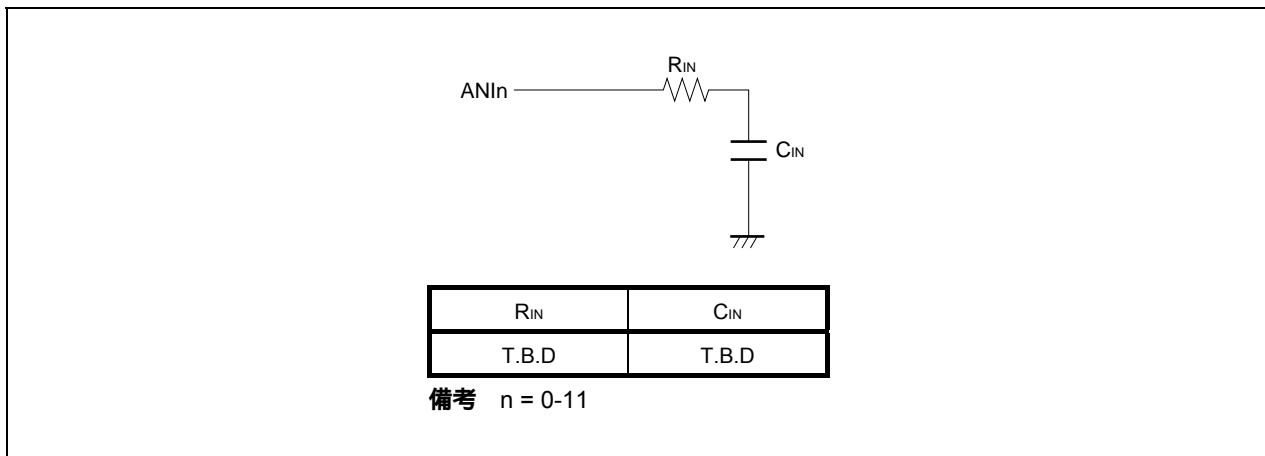 RIN
ANIn
CIN
RIN CIN
T.B.D T.B.D
備考 n = 0-11